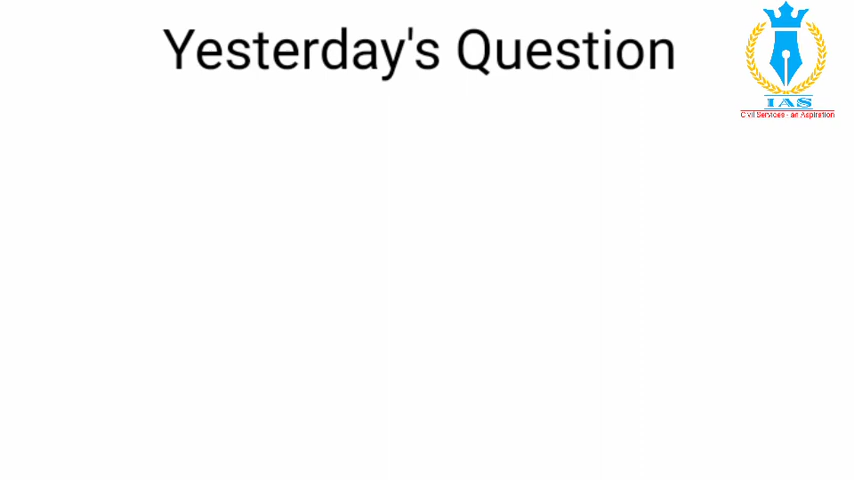 Yesterday's Question
IAS
Civil Services - an Aspiration